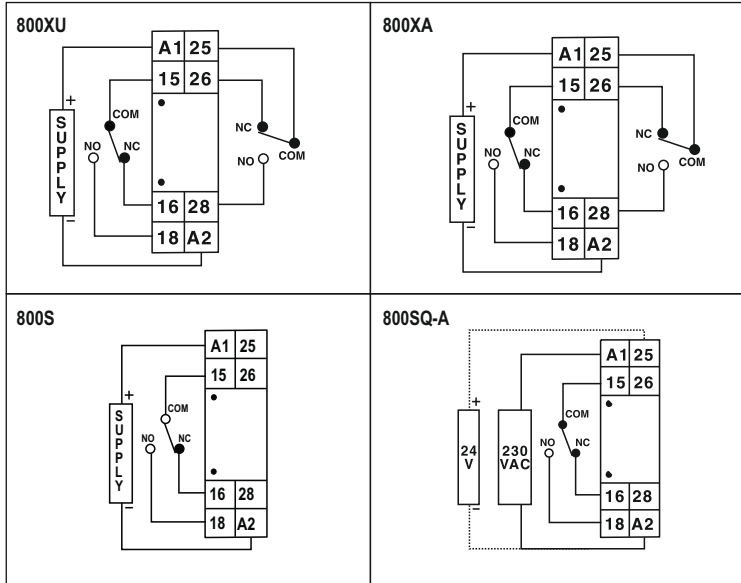 800XU
A1 25
15 26
+
SUPPLY
−
COM
NO
NC
NC
NO
COM
16 28
18 A2
800XA
A1 25
15 26
+
SUPPLY
−
COM
NO
NC
NC
NO
COM
16 28
18 A2
800S
A1 25
15 26
+
SUPPLY
−
COM
NO
NC
16 28
18 A2
800SQ-A
A1 25
15 26
+
24
V
−
230
VAC
COM
NO
NC
16 28
18 A2